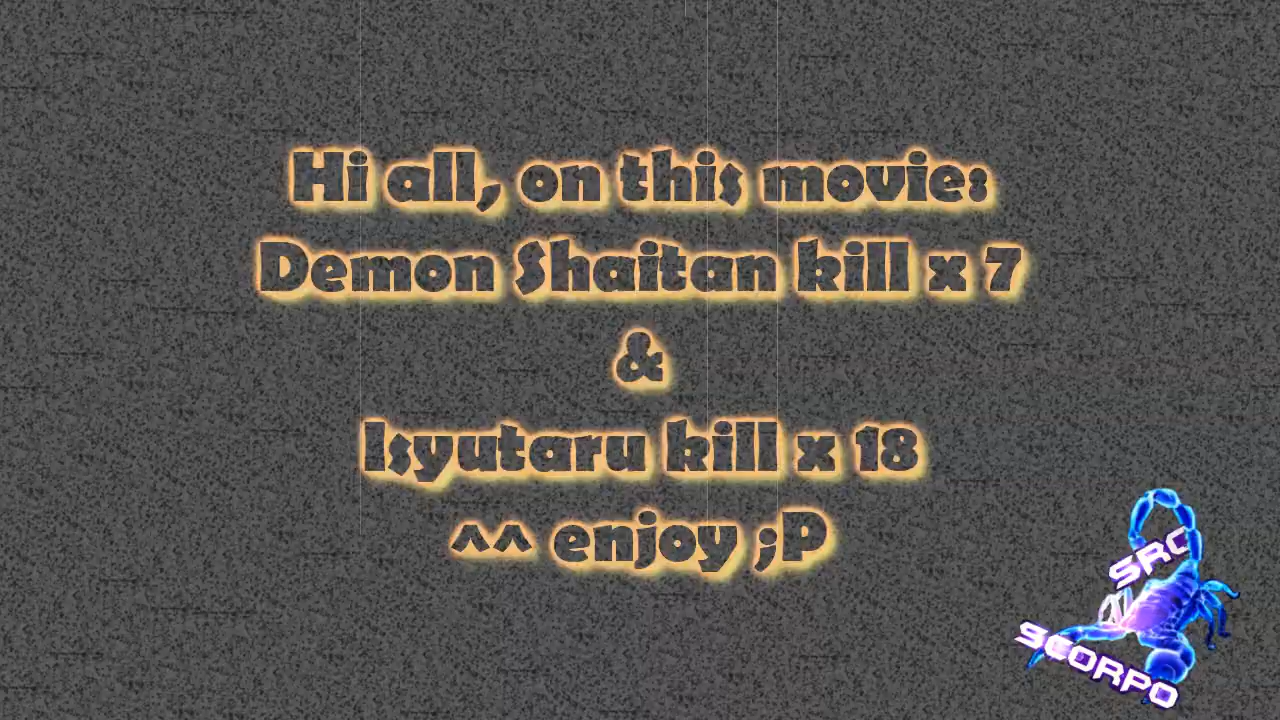 Hi all, on this movie:
Demon Shaitan kill x 7
&
Isyutaru kill x 18
^^ enjoy ;P
SRC
SCORPO